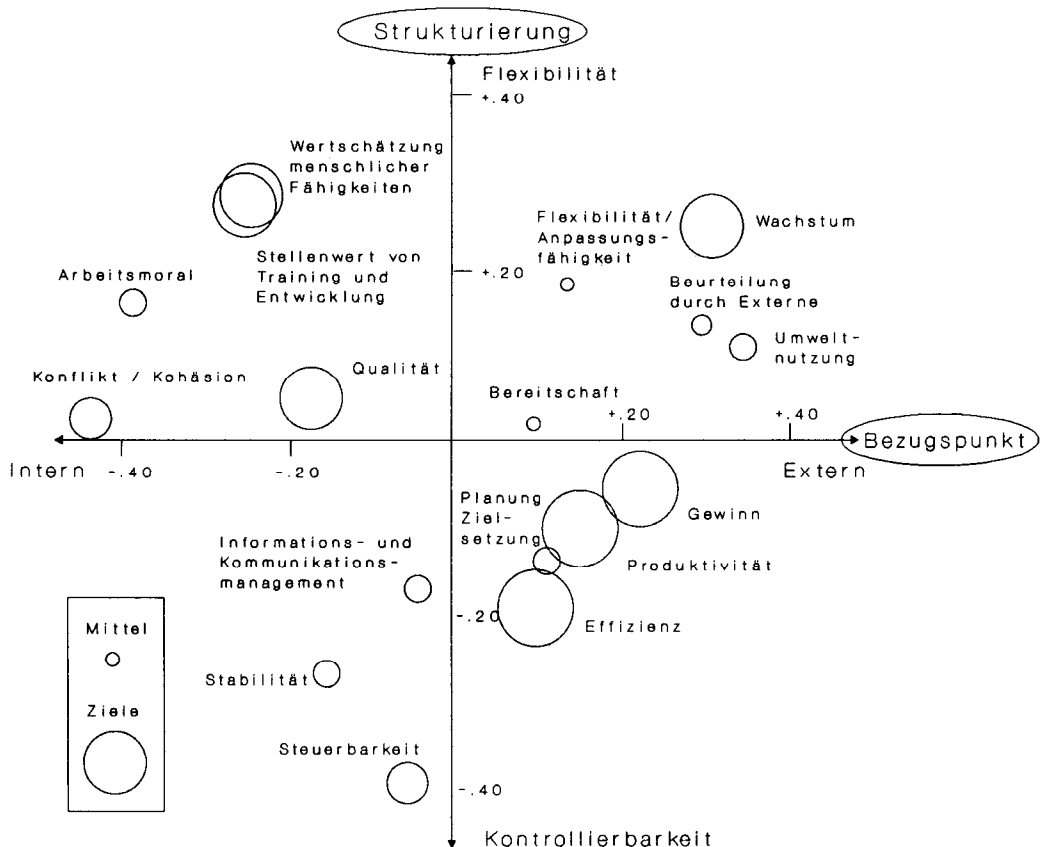 Strukturierung
Flexibilität
+.40
Wertschätzung
menschlicher
Fähigkeiten
Flexibilität/
Anpassungs-
fähigkeit
Wachstum
Stellenwert von
Training und
Entwicklung
Arbeitsmoral
+.20
Beurteilung
durch Externe
Umwelt-
nutzung
Konflikt / Kohäsion
Qualität
Bereitschaft
+.20
+.40
Bezugspunkt
Intern
-.40
-.20
Extern
Planung
Ziel-
setzung
Gewinn
Informations- und
Kommunikations-
management
Produktivität
-.20
Effizienz
Mittel
Stabilität
Ziele
Steuerbarkeit
-.40
Kontrollierbarkeit